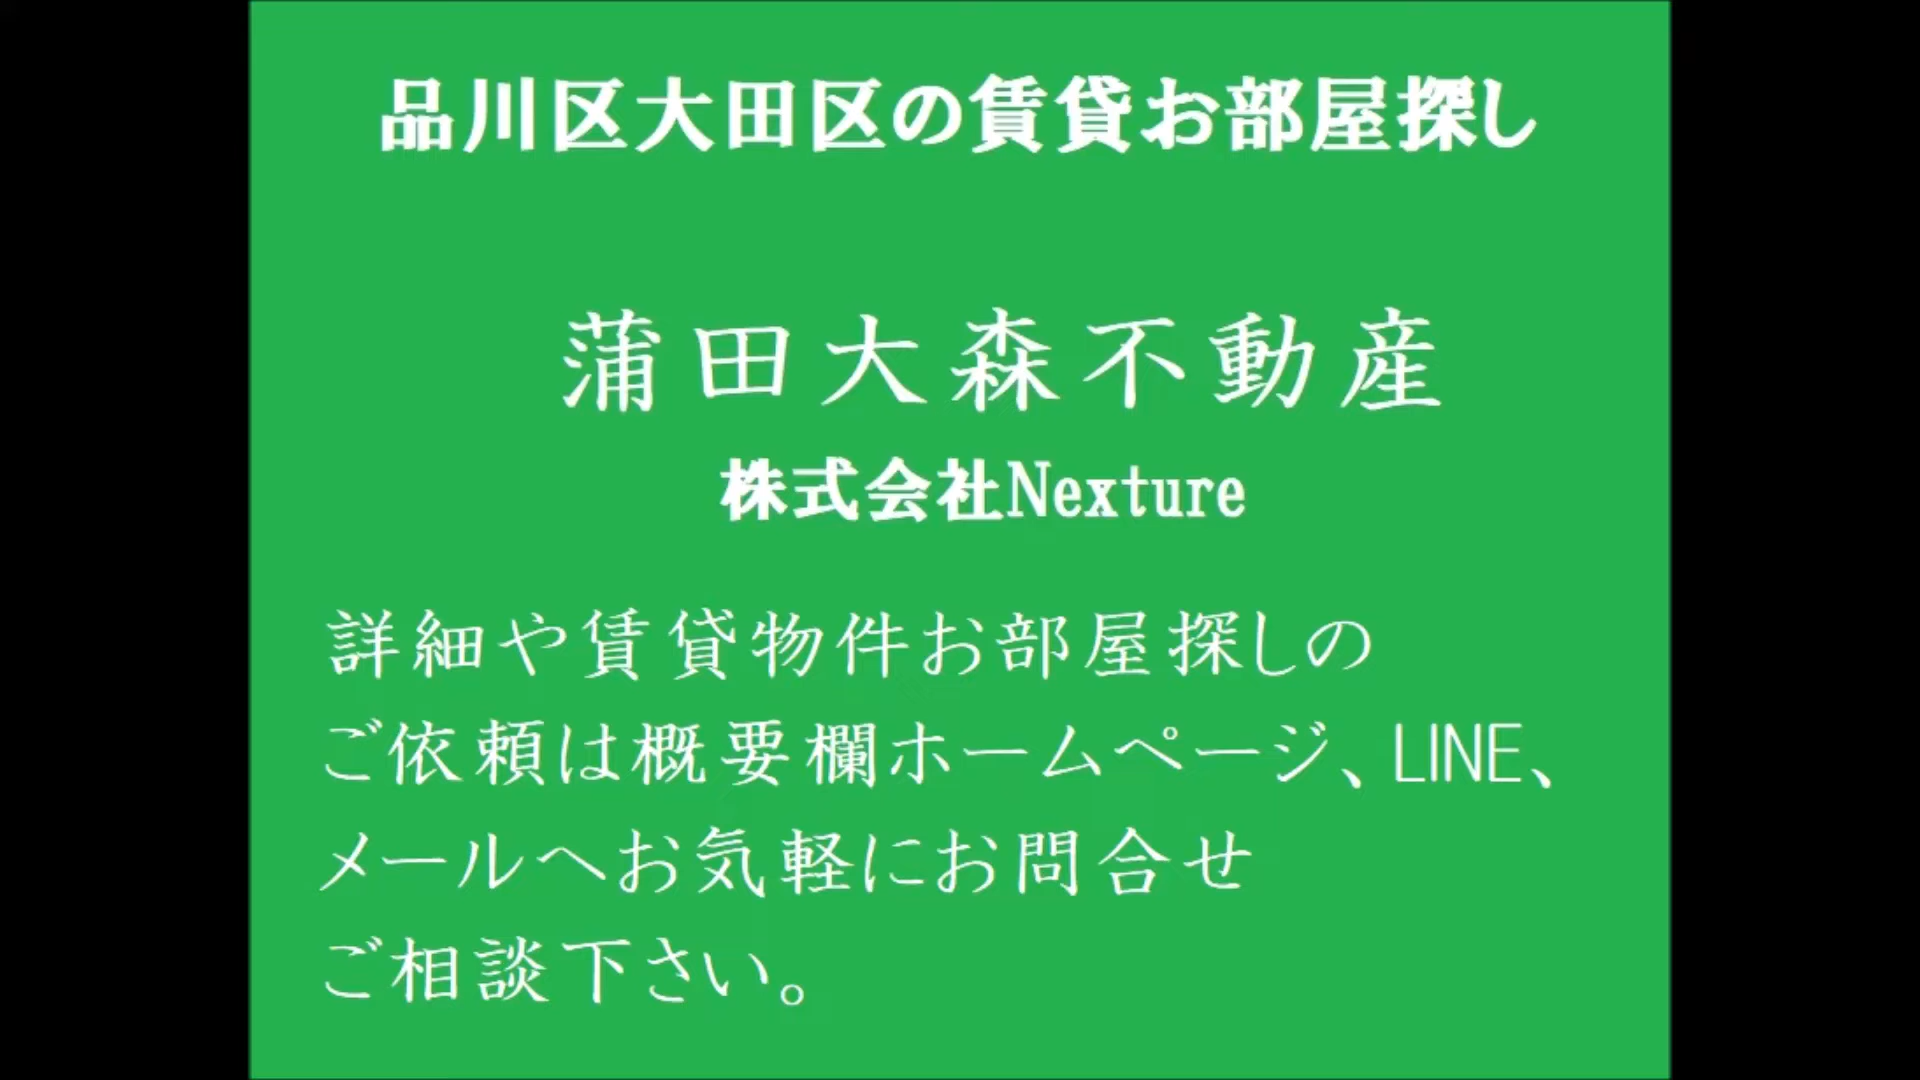 品川区大田区の賃貸お部屋探し
蒲田大森不動産
株式会社Nexture
詳細や賃貸物件お部屋探しの
ご依頼は概要欄ホームページ、LINE、
メールへお気軽にお問合せ
ご相談下さい。